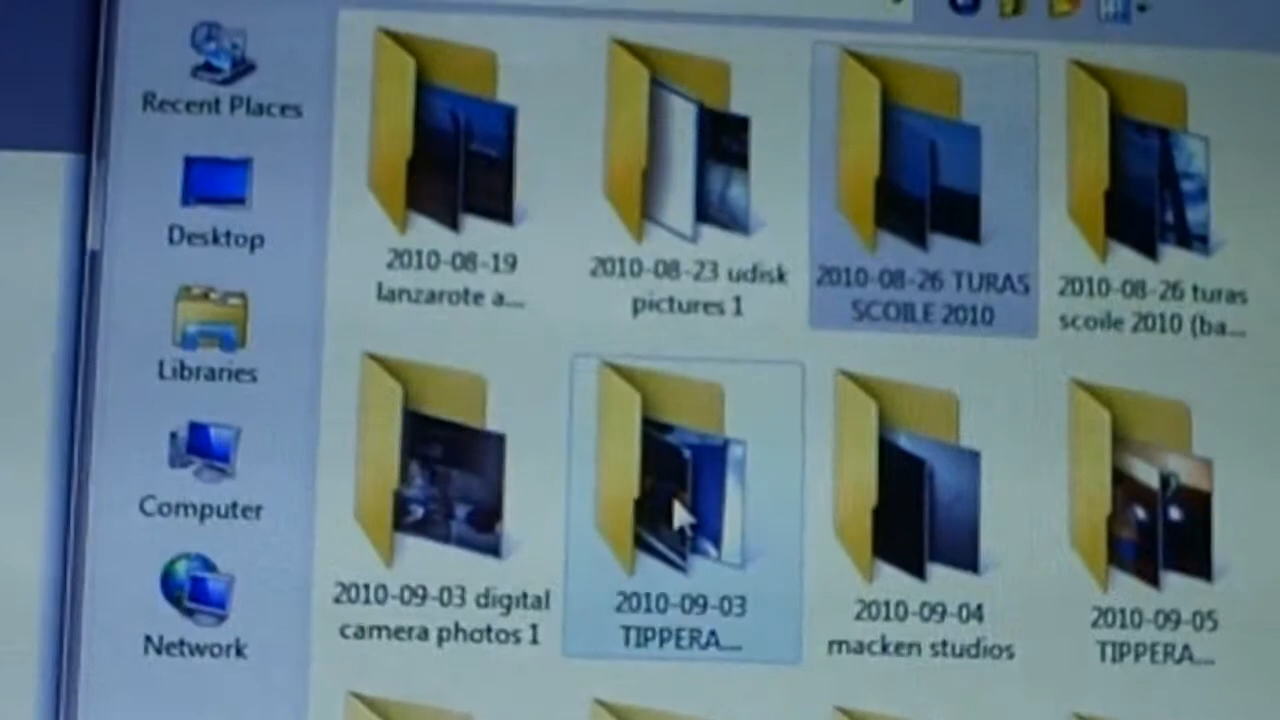 Recent Places
Desktop
Libraries
Computer
Network
2010-08-19
lanzarote a...
2010-08-23 udisk
pictures 1
2010-08-26 TURAS
SCOILE 2010
2010-08-26 turas
scoile 2010 (ba...
2010-09-03 digital
camera photos 1
2010-09-03
TIPPERA...
2010-09-04
macken studios
2010-09-05
TIPPERA...